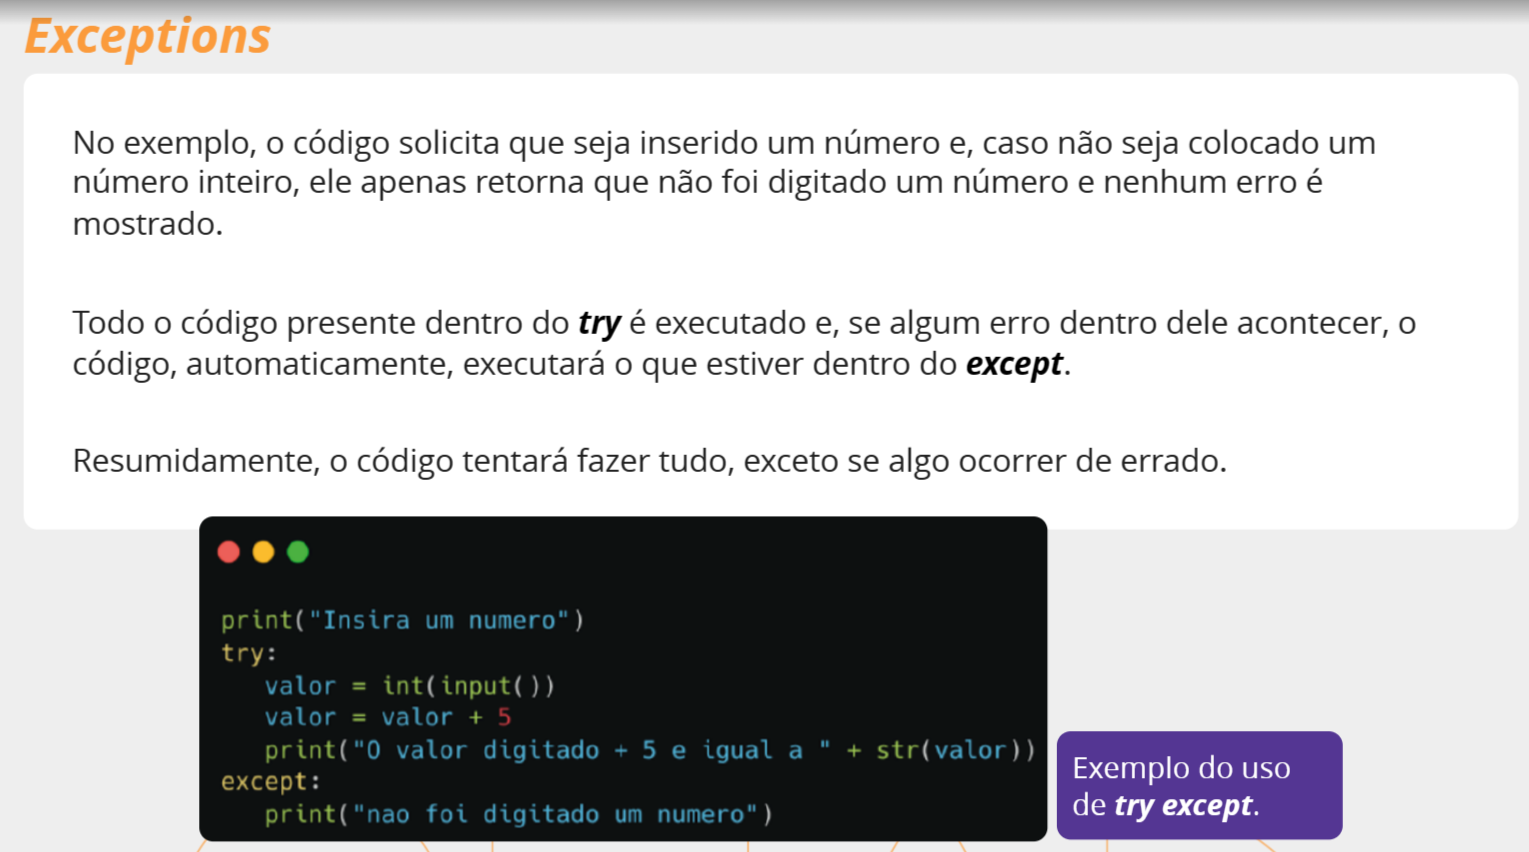 Exceptions
No exemplo, o código solicita que seja inserido um número e, caso não seja colocado um
número inteiro, ele apenas retorna que não foi digitado um número e nenhum erro é
mostrado.
Todo o código presente dentro do try é executado e, se algum erro dentro dele acontecer, o
código, automaticamente, executará o que estiver dentro do except.
Resumidamente, o código tentará fazer tudo, exceto se algo ocorrer de errado.
print("Insira um numero")
try:
   valor = int(input())
   valor = valor + 5
   print("O valor digitado + 5 e igual a " + str(valor))
except:
   print("nao foi digitado um numero")
Exemplo do uso
de try except.